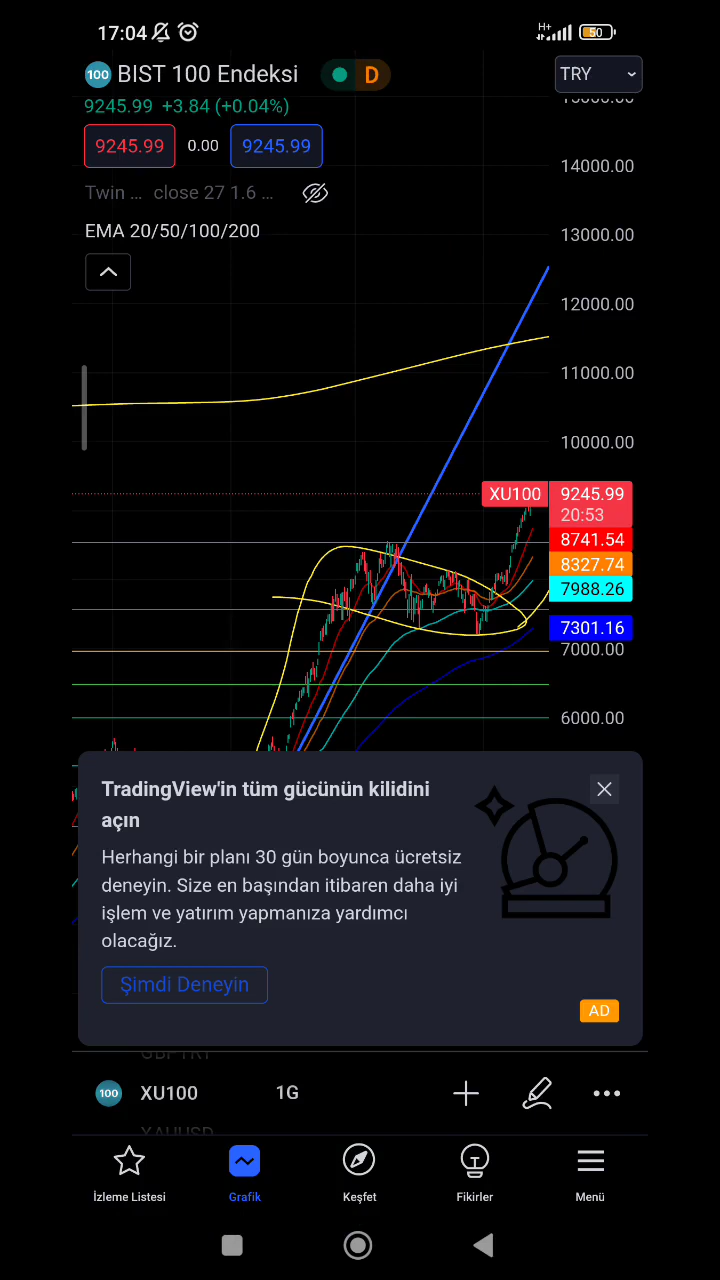 17:04
H+
50
100 BIST 100 Endeksi D TRY
9245.99 +3.84 (+0.04%)
9245.99 0.00 9245.99
Twin ... close 27 1.6 ...
EMA 20/50/100/200
14000.00
13000.00
12000.00
11000.00
10000.00
XU100 9245.99
20:53
8741.54
8327.74
7988.26
7301.16
7000.00
6000.00
TradingView'in tüm gücünün kilidini
açın
Herhangi bir planı 30 gün boyunca ücretsiz
deneyin. Size en başından itibaren daha iyi
işlem ve yatırım yapmanıza yardımcı
olacağız.
Şimdi Deneyin
AD
100 XU100 1G
İzleme Listesi Grafik Keşfet Fikirler Menü